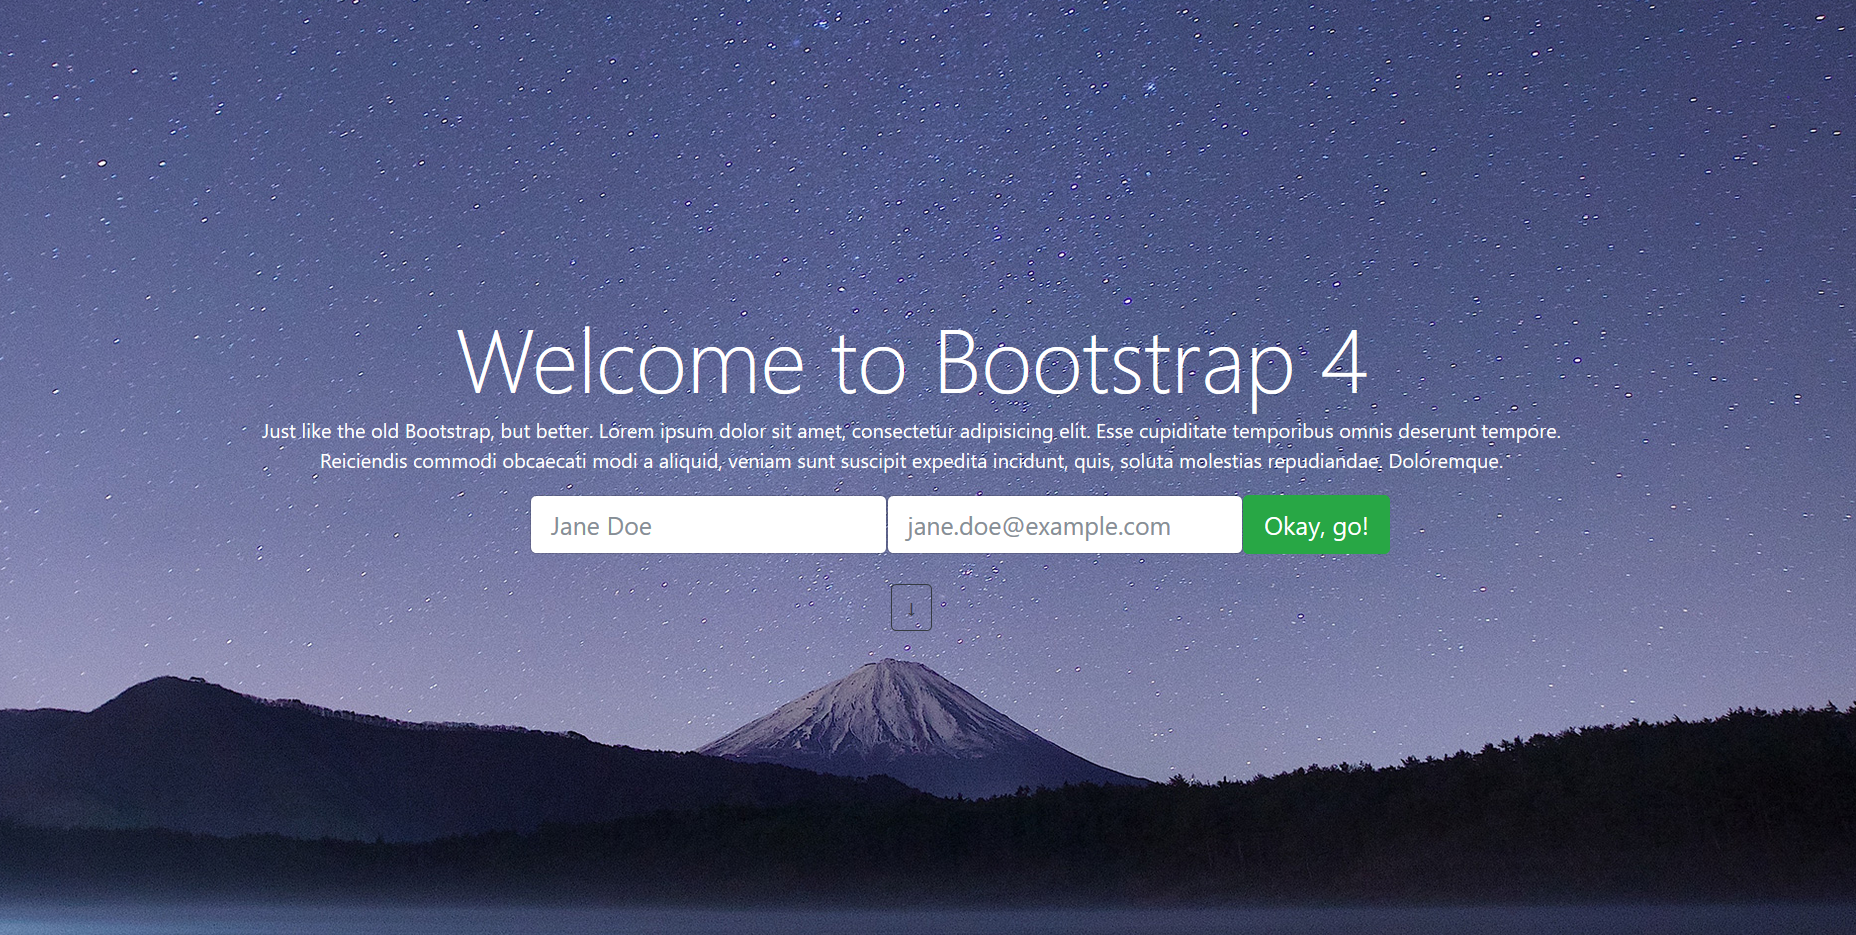 Welcome to Bootstrap 4
Just like the old Bootstrap, but better. Lorem ipsum dolor sit amet, consectetur adipisicing elit. Esse cupiditate temporibus omnis deserunt tempore.
Reiciendis commodi obcaecati modi a aliquid, veniam sunt suscipit expedita incidunt, quis, soluta molestias repudiandae. Doloremque.
Jane Doe jane.doe@example.com Okay, go!
↓